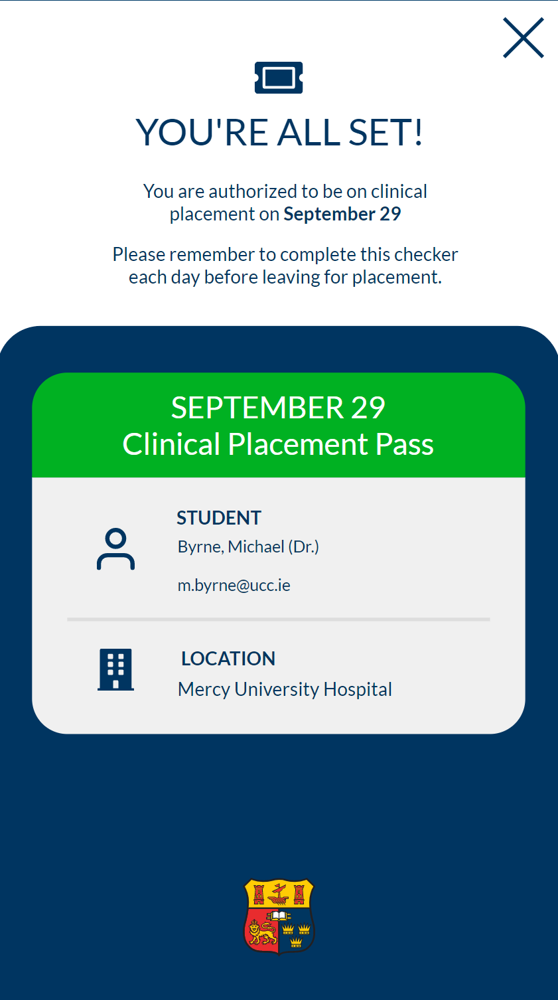 YOU'RE ALL SET!
You are authorized to be on clinical
placement on September 29
Please remember to complete this checker
each day before leaving for placement.
SEPTEMBER 29
Clinical Placement Pass
STUDENT
Byrne, Michael (Dr.)
m.byrne@ucc.ie
LOCATION
Mercy University Hospital